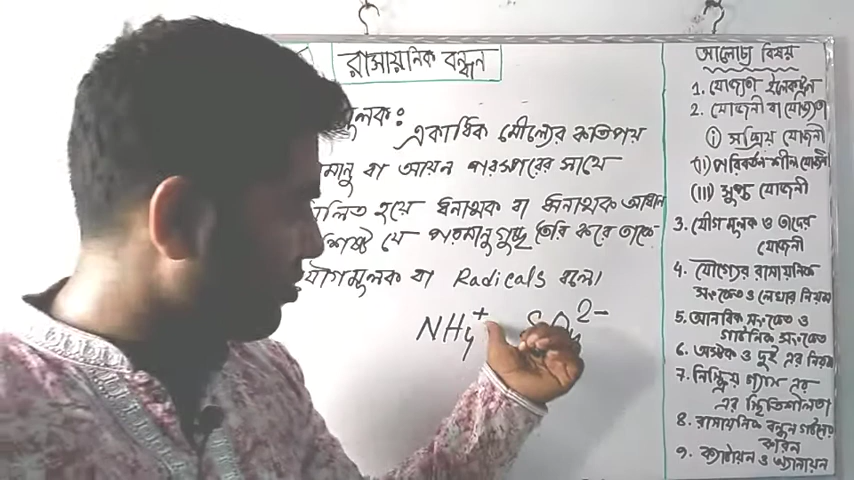 রাসায়নিক বন্ধন
মূলক:
একাধিক মৌল্যের কতিপয়
মানু বা আয়ন পরস্পরের সাথে
লিত হয়ে ধনাত্মক বা ঋনাত্মক আধান
শিষ্ট যে পরমানুগুচ্ছ তৈরি করে তাকে
যৌগমূলক বা Radicals বলে।
NH4+ SO4 2−
আলোচ্য বিষয়
1. যোজ্যতা ইলেকট্রন
2. যোজনী বা যোজ্যতা
(i) সক্রিয় যোজনী
(ii) পরিবর্তনশীল যোজনী
(III) সুপ্ত যোজনী
3. যৌগমূলক ও তাদের
যোজনী
4. যৌগের রাসায়নিক
সংকেত ও লেখার নিয়ম
5. আনবিক সংকেত ও
গাঠনিক সংকেত
6. অষ্টক ও দুই এর নিয়ম
7. নিষ্ক্রিয় গ্যাস এর
এর স্থিতিশীলতা
8. রাসায়নিক বন্ধন গঠনের
কারন
9. ক্যাটায়ন ও অ্যানায়ন